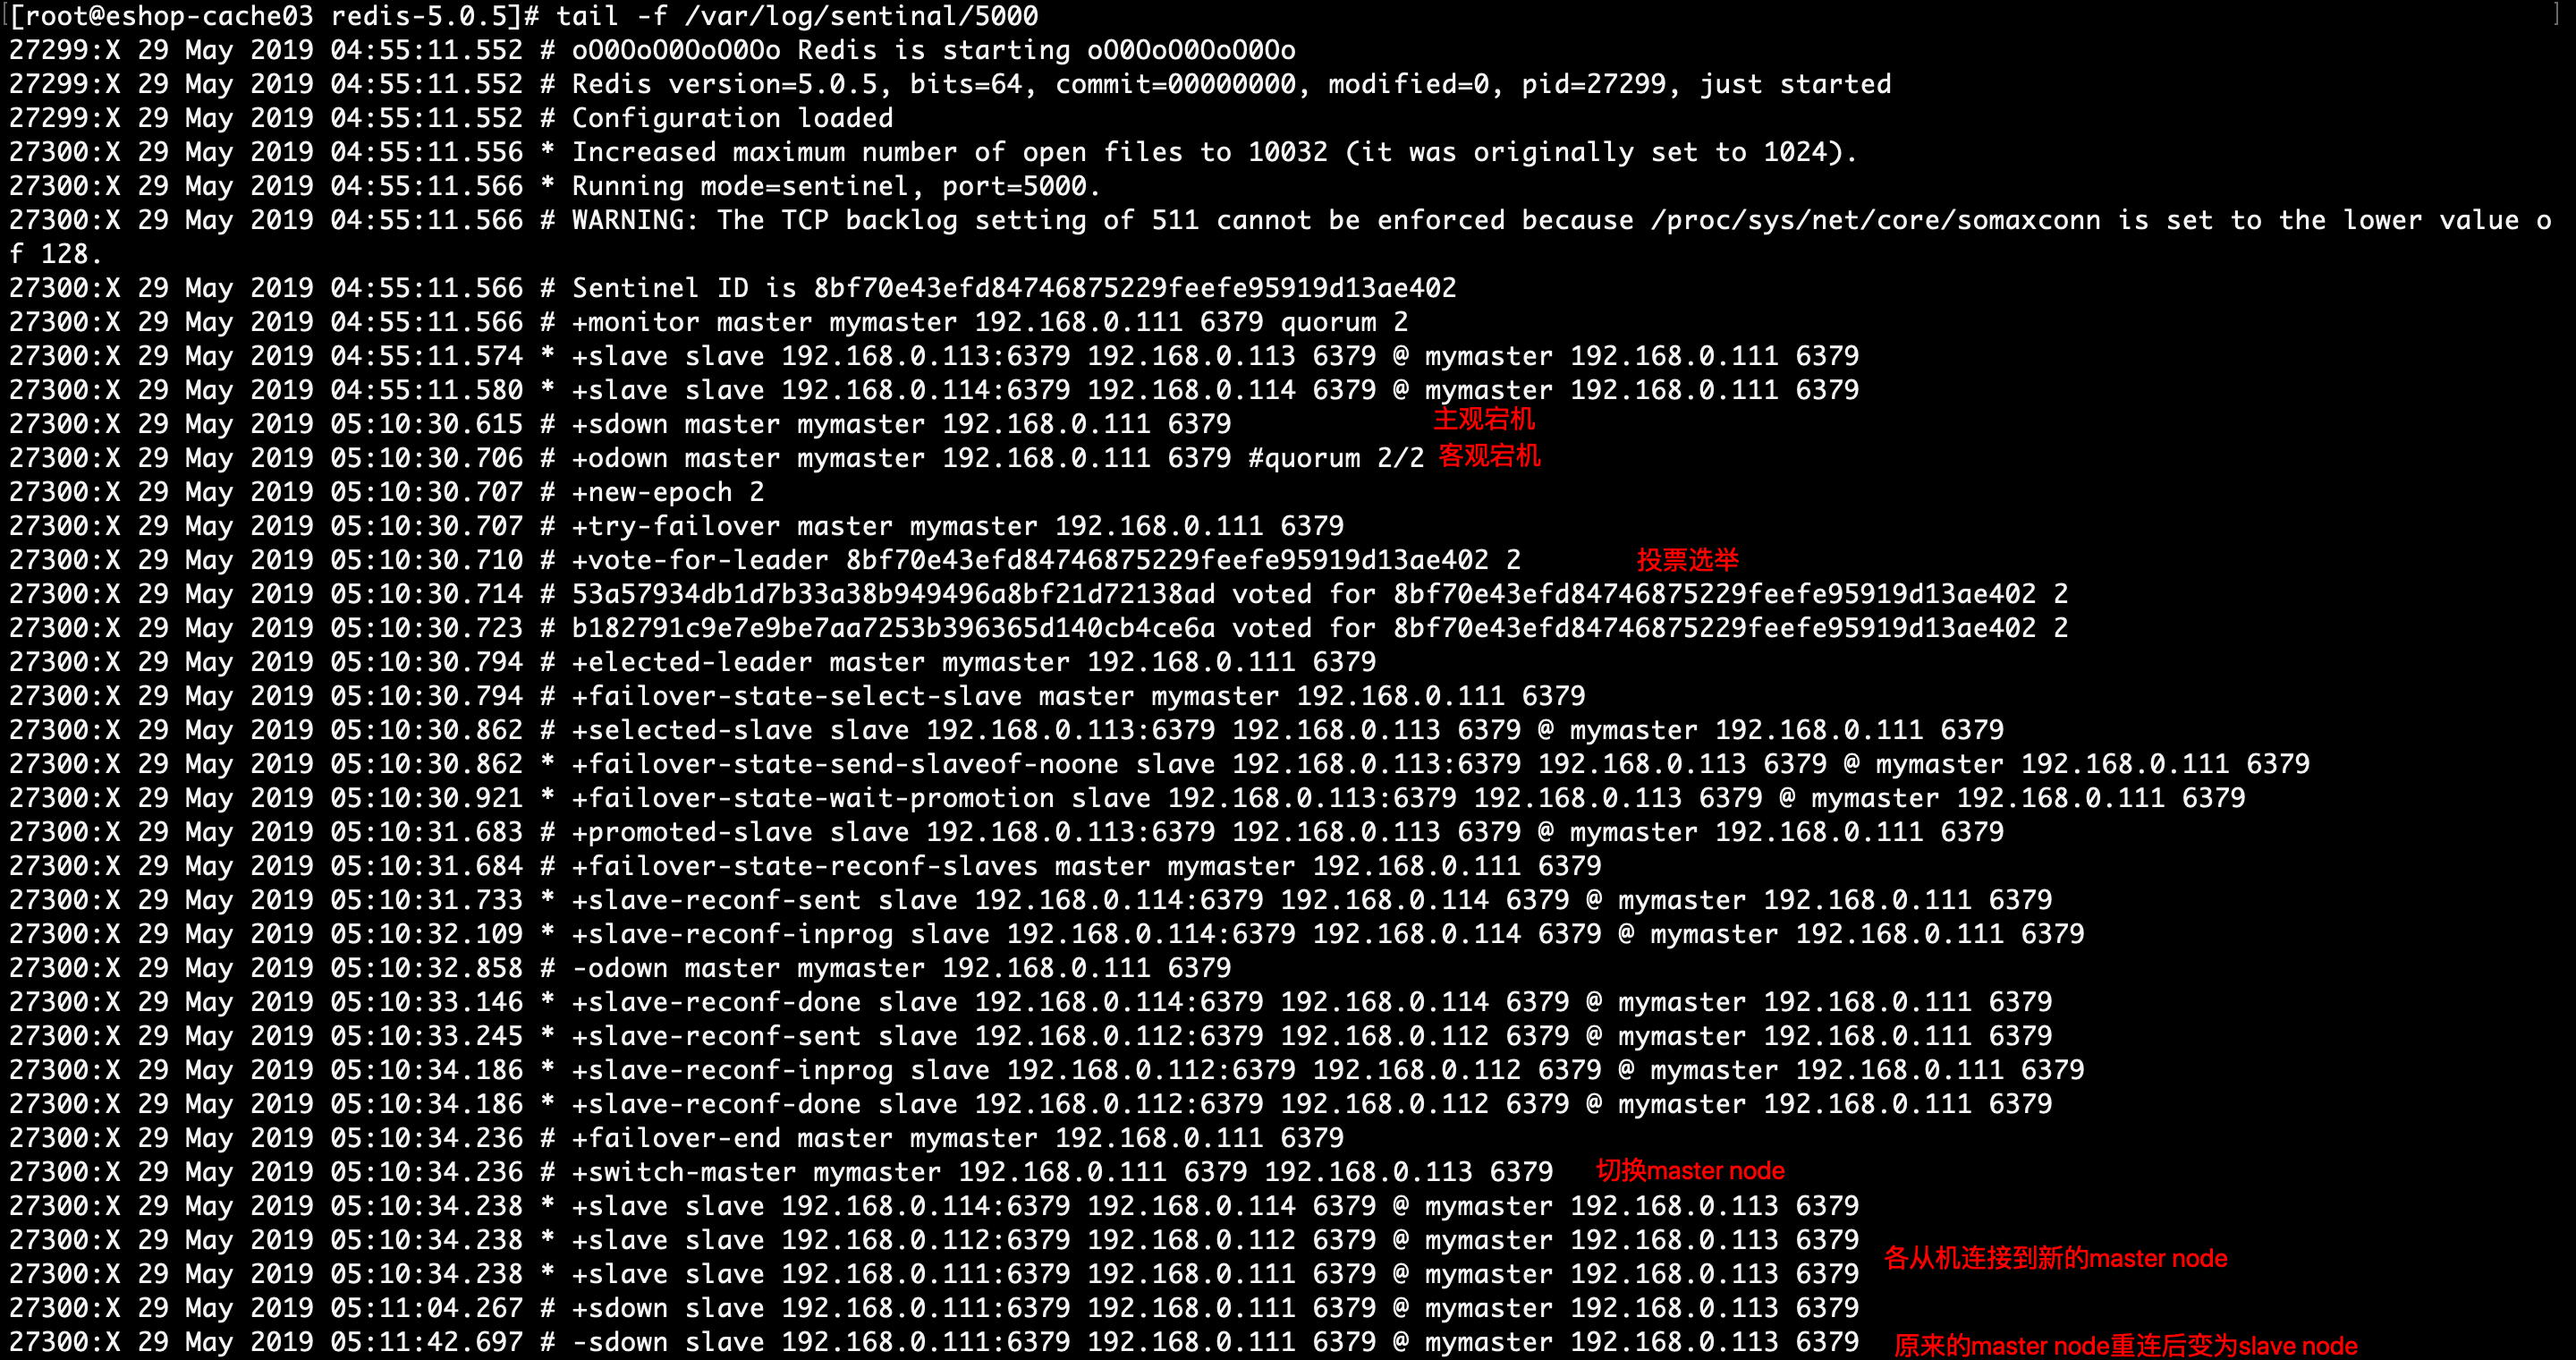 [root@eshop-cache03 redis-5.0.5]# tail -f /var/log/sentinal/5000
27299:X 29 May 2019 04:55:11.552 # oO0OoO0OoO0Oo Redis is starting oO0OoO0OoO0Oo
27299:X 29 May 2019 04:55:11.552 # Redis version=5.0.5, bits=64, commit=00000000, modified=0, pid=27299, just started
27299:X 29 May 2019 04:55:11.552 # Configuration loaded
27300:X 29 May 2019 04:55:11.556 * Increased maximum number of open files to 10032 (it was originally set to 1024).
27300:X 29 May 2019 04:55:11.566 * Running mode=sentinel, port=5000.
27300:X 29 May 2019 04:55:11.566 # WARNING: The TCP backlog setting of 511 cannot be enforced because /proc/sys/net/core/somaxconn is set to the lower value o
f 128.
27300:X 29 May 2019 04:55:11.566 # Sentinel ID is 8bf70e43efd84746875229feefe95919d13ae402
27300:X 29 May 2019 04:55:11.566 # +monitor master mymaster 192.168.0.111 6379 quorum 2
27300:X 29 May 2019 04:55:11.574 * +slave slave 192.168.0.113:6379 192.168.0.113 6379 @ mymaster 192.168.0.111 6379
27300:X 29 May 2019 04:55:11.580 * +slave slave 192.168.0.114:6379 192.168.0.114 6379 @ mymaster 192.168.0.111 6379
27300:X 29 May 2019 05:10:30.615 # +sdown master mymaster 192.168.0.111 6379 主观宕机
27300:X 29 May 2019 05:10:30.706 # +odown master mymaster 192.168.0.111 6379 #quorum 2/2 客观宕机
27300:X 29 May 2019 05:10:30.707 # +new-epoch 2
27300:X 29 May 2019 05:10:30.707 # +try-failover master mymaster 192.168.0.111 6379
27300:X 29 May 2019 05:10:30.710 # +vote-for-leader 8bf70e43efd84746875229feefe95919d13ae402 2 投票选举
27300:X 29 May 2019 05:10:30.714 # 53a57934db1d7b33a38b949496a8bf21d72138ad voted for 8bf70e43efd84746875229feefe95919d13ae402 2
27300:X 29 May 2019 05:10:30.723 # b182791c9e7e9be7aa7253b396365d140cb4ce6a voted for 8bf70e43efd84746875229feefe95919d13ae402 2
27300:X 29 May 2019 05:10:30.794 # +elected-leader master mymaster 192.168.0.111 6379
27300:X 29 May 2019 05:10:30.794 # +failover-state-select-slave master mymaster 192.168.0.111 6379
27300:X 29 May 2019 05:10:30.862 # +selected-slave slave 192.168.0.113:6379 192.168.0.113 6379 @ mymaster 192.168.0.111 6379
27300:X 29 May 2019 05:10:30.862 * +failover-state-send-slaveof-noone slave 192.168.0.113:6379 192.168.0.113 6379 @ mymaster 192.168.0.111 6379
27300:X 29 May 2019 05:10:30.921 * +failover-state-wait-promotion slave 192.168.0.113:6379 192.168.0.113 6379 @ mymaster 192.168.0.111 6379
27300:X 29 May 2019 05:10:31.683 # +promoted-slave slave 192.168.0.113:6379 192.168.0.113 6379 @ mymaster 192.168.0.111 6379
27300:X 29 May 2019 05:10:31.684 # +failover-state-reconf-slaves master mymaster 192.168.0.111 6379
27300:X 29 May 2019 05:10:31.733 * +slave-reconf-sent slave 192.168.0.114:6379 192.168.0.114 6379 @ mymaster 192.168.0.111 6379
27300:X 29 May 2019 05:10:32.109 * +slave-reconf-inprog slave 192.168.0.114:6379 192.168.0.114 6379 @ mymaster 192.168.0.111 6379
27300:X 29 May 2019 05:10:32.858 # -odown master mymaster 192.168.0.111 6379
27300:X 29 May 2019 05:10:33.146 * +slave-reconf-done slave 192.168.0.114:6379 192.168.0.114 6379 @ mymaster 192.168.0.111 6379
27300:X 29 May 2019 05:10:33.245 * +slave-reconf-sent slave 192.168.0.112:6379 192.168.0.112 6379 @ mymaster 192.168.0.111 6379
27300:X 29 May 2019 05:10:34.186 * +slave-reconf-inprog slave 192.168.0.112:6379 192.168.0.112 6379 @ mymaster 192.168.0.111 6379
27300:X 29 May 2019 05:10:34.186 * +slave-reconf-done slave 192.168.0.112:6379 192.168.0.112 6379 @ mymaster 192.168.0.111 6379
27300:X 29 May 2019 05:10:34.236 # +failover-end master mymaster 192.168.0.111 6379
27300:X 29 May 2019 05:10:34.236 # +switch-master mymaster 192.168.0.111 6379 192.168.0.113 6379 切换master node
27300:X 29 May 2019 05:10:34.238 * +slave slave 192.168.0.114:6379 192.168.0.114 6379 @ mymaster 192.168.0.113 6379
27300:X 29 May 2019 05:10:34.238 * +slave slave 192.168.0.112:6379 192.168.0.112 6379 @ mymaster 192.168.0.113 6379
各从机连接到新的master node
27300:X 29 May 2019 05:10:34.238 * +slave slave 192.168.0.111:6379 192.168.0.111 6379 @ mymaster 192.168.0.113 6379
27300:X 29 May 2019 05:11:04.267 # +sdown slave 192.168.0.111:6379 192.168.0.111 6379 @ mymaster 192.168.0.113 6379
27300:X 29 May 2019 05:11:42.697 # -sdown slave 192.168.0.111:6379 192.168.0.111 6379 @ mymaster 192.168.0.113 6379 原来的master node重连后变为slave node